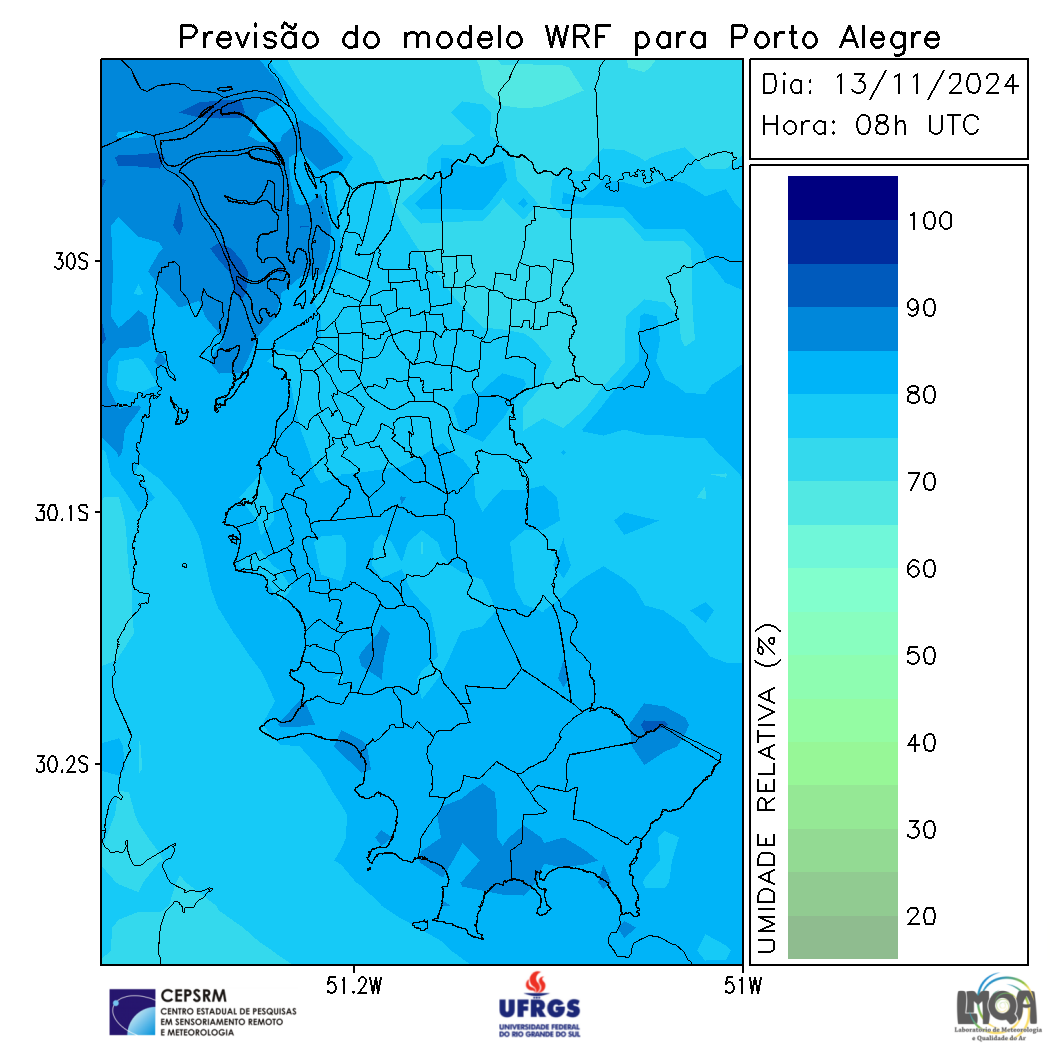 Previsão do modelo WRF para Porto Alegre
Dia: 13/11/2024
Hora: 08h UTC
30S
30.1S
30.2S
51.2W
51W
UMIDADE RELATIVA (%)
100
90
80
70
60
50
40
30
20
CEPSRM
CENTRO ESTADUAL DE PESQUISAS
EM SENSORIAMENTO REMOTO
E METEOROLOGIA
UFRGS
UNIVERSIDADE FEDERAL
DO RIO GRANDE DO SUL
LMQA
Laboratório de Meteorologia
e Qualidade do Ar